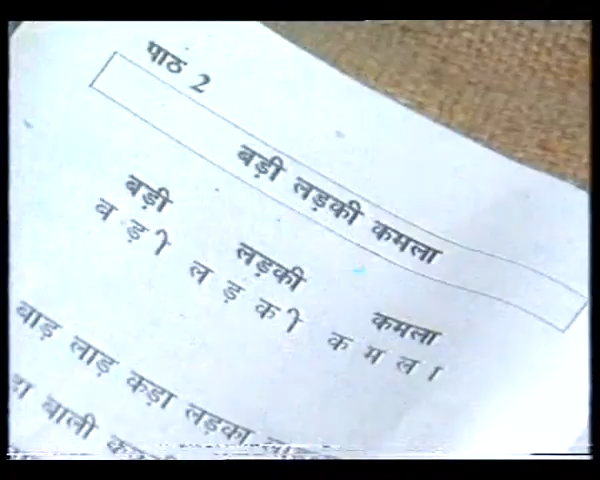 पाठ 2
बड़ी लड़की कमला
बड़ी लड़की कमला
ब ड़ ी ल ड़ क ी क म ल ा
बाड़ लाड़ कड़ा लड़का
बाली